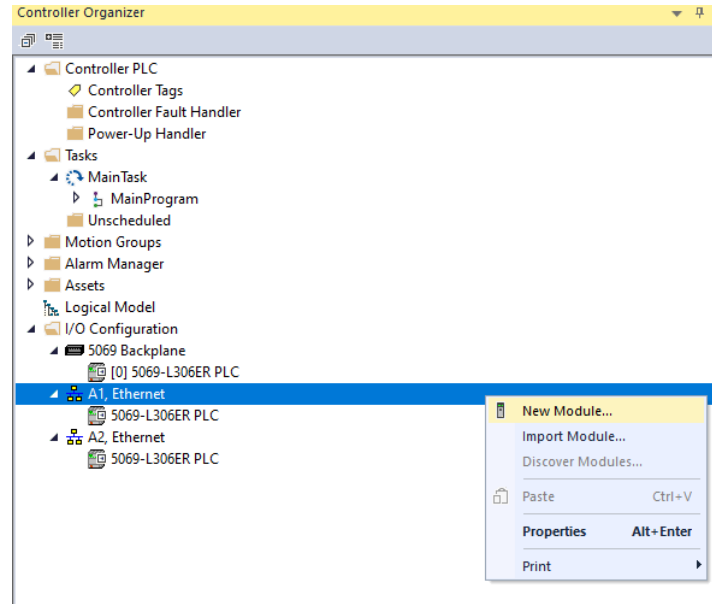 Controller Organizer
Controller PLC
Controller Tags
Controller Fault Handler
Power-Up Handler
Tasks
MainTask
MainProgram
Unscheduled
Motion Groups
Alarm Manager
Assets
Logical Model
I/O Configuration
5069 Backplane
[0] 5069-L306ER PLC
A1, Ethernet
5069-L306ER PLC
A2, Ethernet
5069-L306ER PLC
New Module...
Import Module...
Discover Modules...
Paste Ctrl+V
Properties Alt+Enter
Print